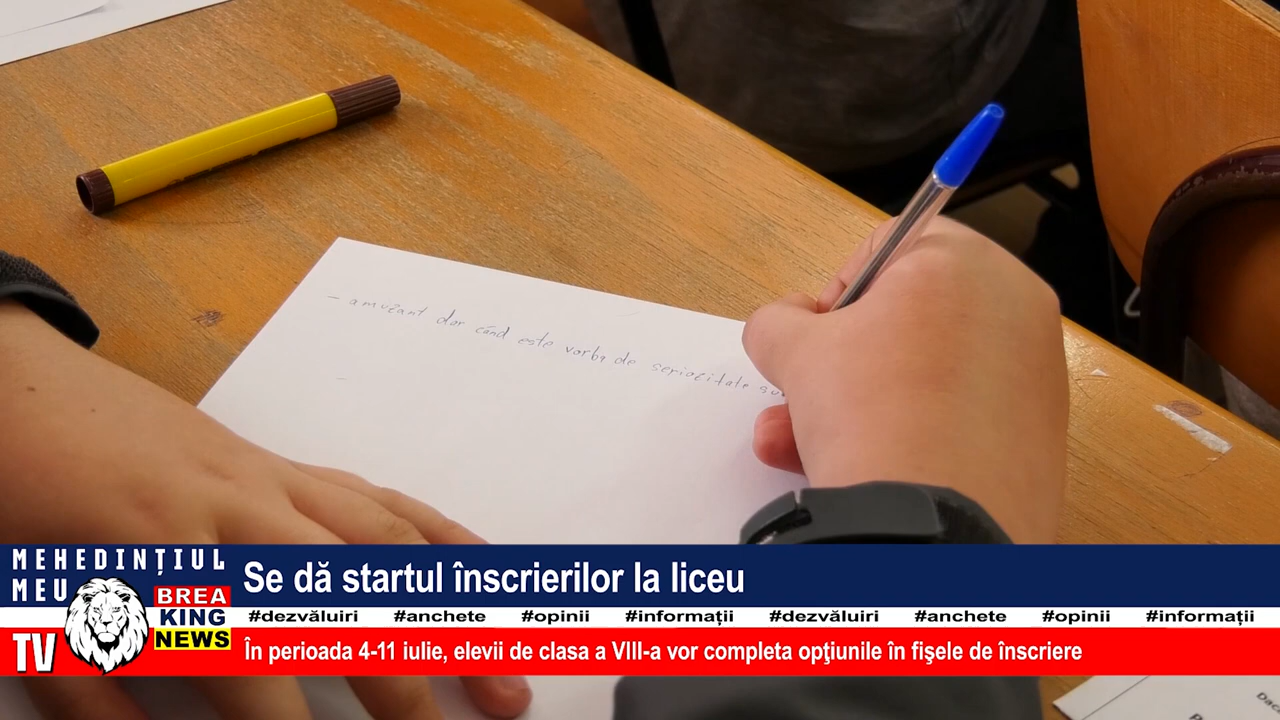 - amuzant dar când este vorba de seriozitate
MEHEDINȚIUL
MEU
TV
BREA
KING
NEWS
Se dă startul înscrierilor la liceu
#dezvăluiri #anchete #opinii #informații #dezvăluiri #anchete #opinii #informații
În perioada 4-11 iulie, elevii de clasa a VIII-a vor completa opţiunile în fişele de înscriere